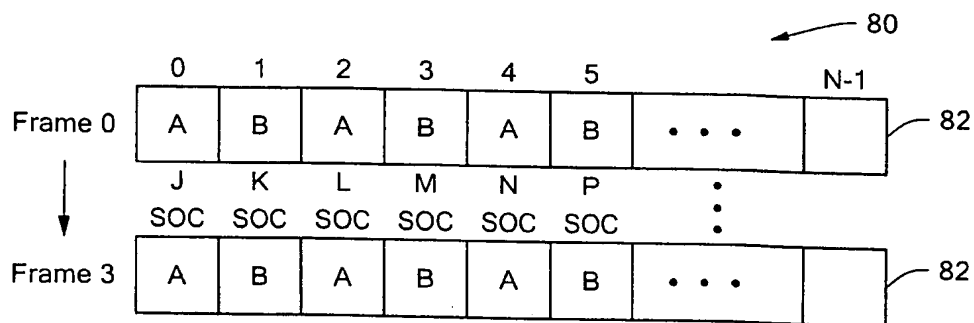 80
0 1 2 3 4 5 N-1
Frame 0 A B A B A B • • • 82
J K L M N P
SOC SOC SOC SOC SOC SOC
Frame 3 A B A B A B • • • 82